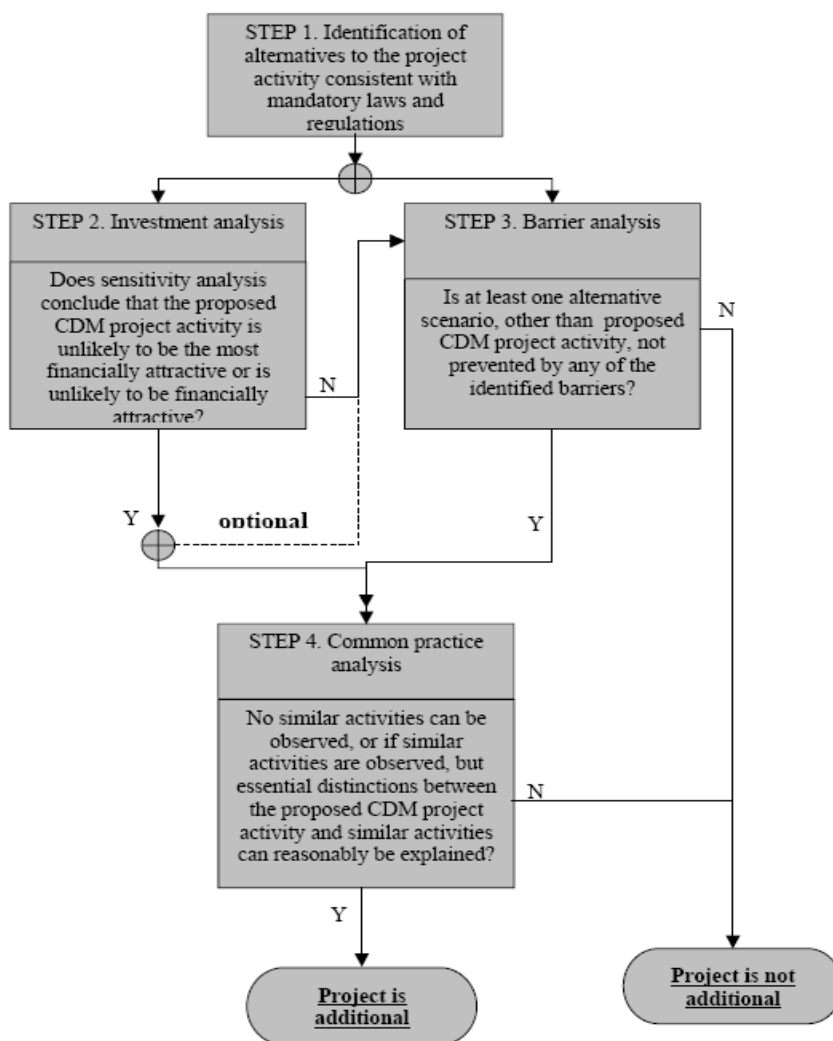 STEP 1. Identification of
alternatives to the project
activity consistent with
mandatory laws and
regulations
STEP 2. Investment analysis
Does sensitivity analysis
conclude that the proposed
CDM project activity is
unlikely to be the most
financially attractive or is
unlikely to be financially
attractive?
N
Y
optional
STEP 3. Barrier analysis
Is at least one alternative
scenario, other than proposed
CDM project activity, not
prevented by any of the
identified barriers?
N
Y
STEP 4. Common practice
analysis
No similar activities can be
observed, or if similar
activities are observed, but
essential distinctions between
the proposed CDM project
activity and similar activities
can reasonably be explained?
N
Y
Project is
additional
Project is not
additional